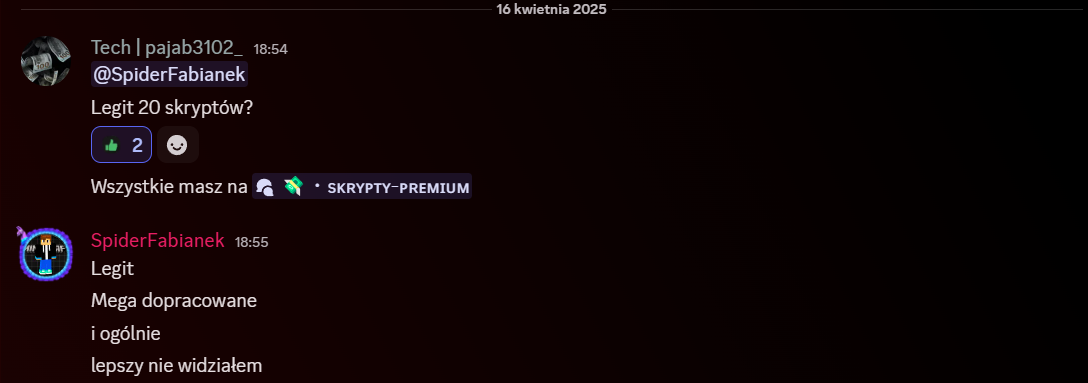 16 kwietnia 2025
Tech | pajab3102_ 18:54
@SpiderFabianek
Legit 20 skryptów?
2
Wszystkie masz na • SKRYPTY-PREMIUM
SpiderFabianek 18:55
Legit
Mega dopracowane
i ogólnie
lepszy nie widziałem